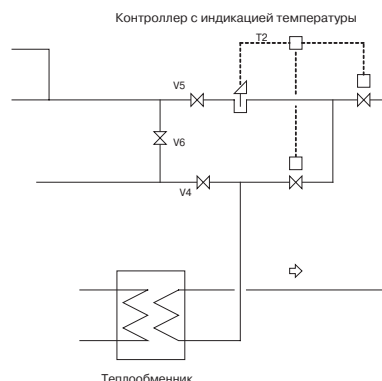 Контроллер с индикацией температуры
T2
V5
V6
V4
Теплообменник